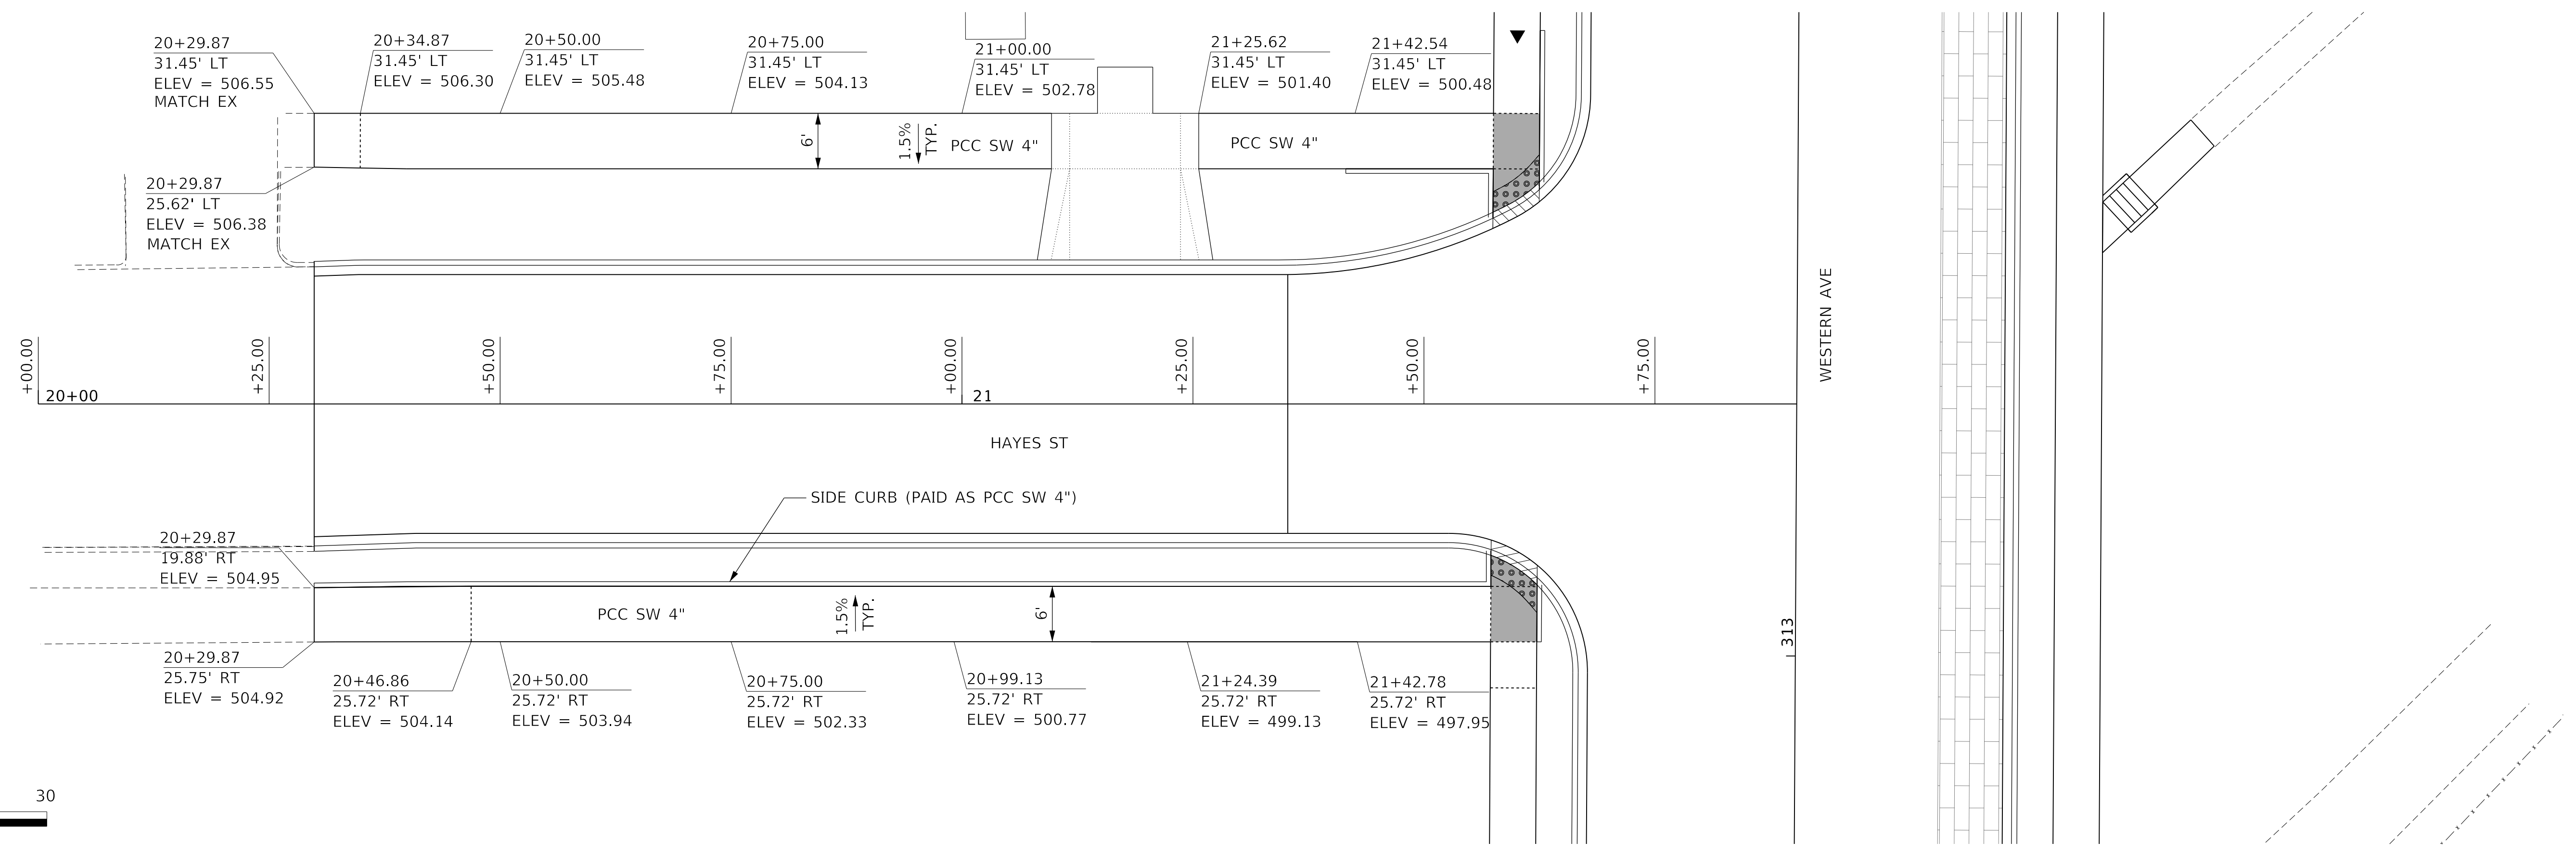 20+29.87
31.45' LT
ELEV = 506.55
MATCH EX
20+34.87
31.45' LT
ELEV = 506.30
20+50.00
31.45' LT
ELEV = 505.48
20+75.00
31.45' LT
ELEV = 504.13
21+00.00
31.45' LT
ELEV = 502.78
21+25.62
31.45' LT
ELEV = 501.40
21+42.54
31.45' LT
ELEV = 500.48
6'
1.5%
TYP.
PCC SW 4"
PCC SW 4"
20+29.87
25.62' LT
ELEV = 506.38
MATCH EX
WESTERN AVE
+00.00
+25.00
+50.00
+75.00
+00.00
+25.00
+50.00
+75.00
20+00
21
HAYES ST
SIDE CURB (PAID AS PCC SW 4")
20+29.87
19.88' RT
ELEV = 504.95
PCC SW 4"
1.5%
TYP.
6'
313
20+29.87
25.75' RT
ELEV = 504.92
20+46.86
25.72' RT
ELEV = 504.14
20+50.00
25.72' RT
ELEV = 503.94
20+75.00
25.72' RT
ELEV = 502.33
20+99.13
25.72' RT
ELEV = 500.77
21+24.39
25.72' RT
ELEV = 499.13
21+42.78
25.72' RT
ELEV = 497.95
30